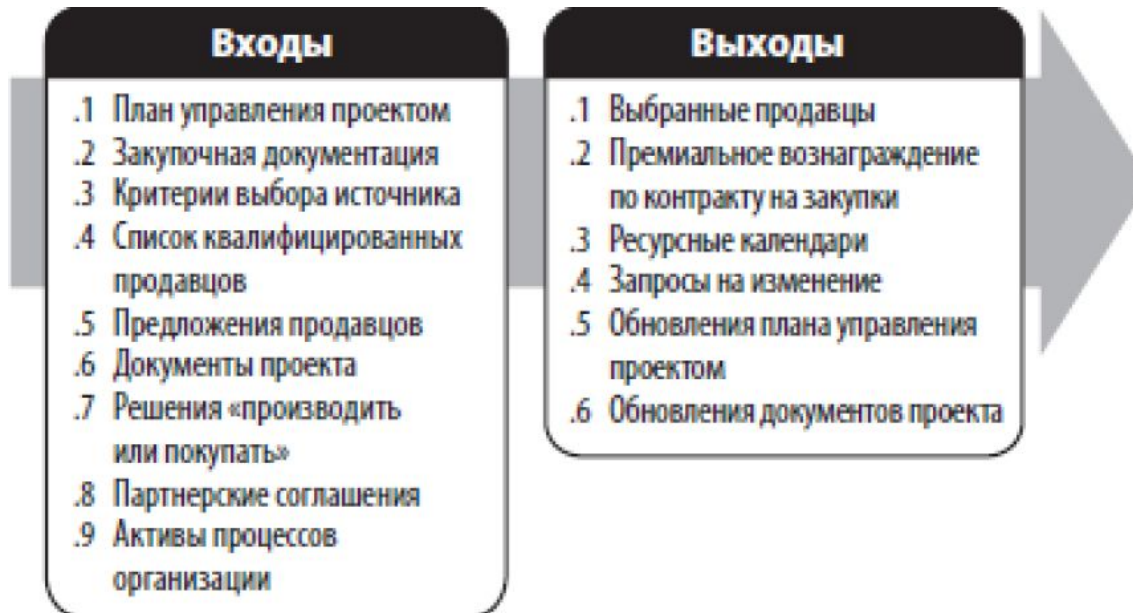 Входы
.1 План управления проектом
.2 Закупочная документация
.3 Критерии выбора источника
.4 Список квалифицированных
продавцов
.5 Предложения продавцов
.6 Документы проекта
.7 Решения «производить
или покупать»
.8 Партнерские соглашения
.9 Активы процессов
организации
Выходы
.1 Выбранные продавцы
.2 Премиальное вознаграждение
по контракту на закупки
.3 Ресурсные календари
.4 Запросы на изменение
.5 Обновления плана управления
проектом
.6 Обновления документов проекта